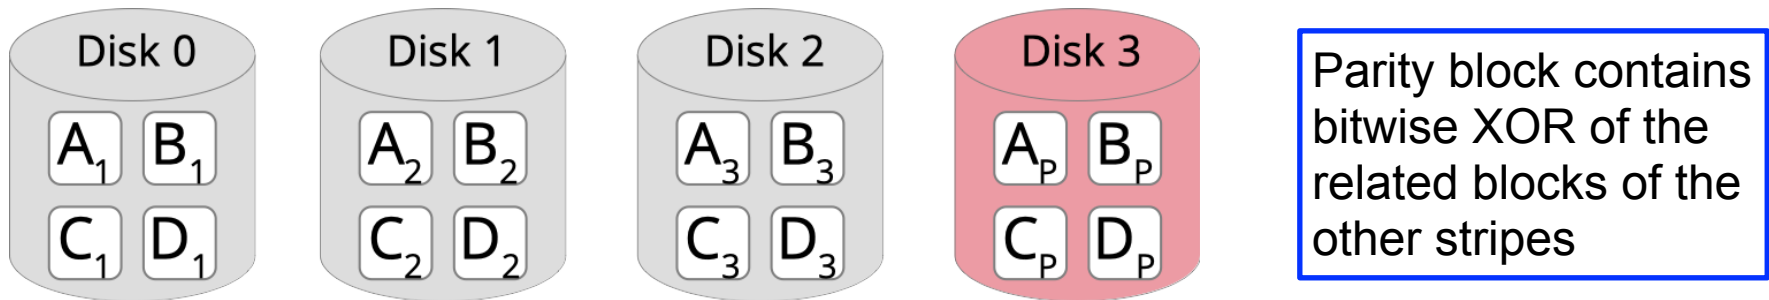 Disk 0
A1 B1
C1 D1
Disk 1
A2 B2
C2 D2
Disk 2
A3 B3
C3 D3
Disk 3
AP BP
CP DP
Parity block contains
bitwise XOR of the
related blocks of the
other stripes